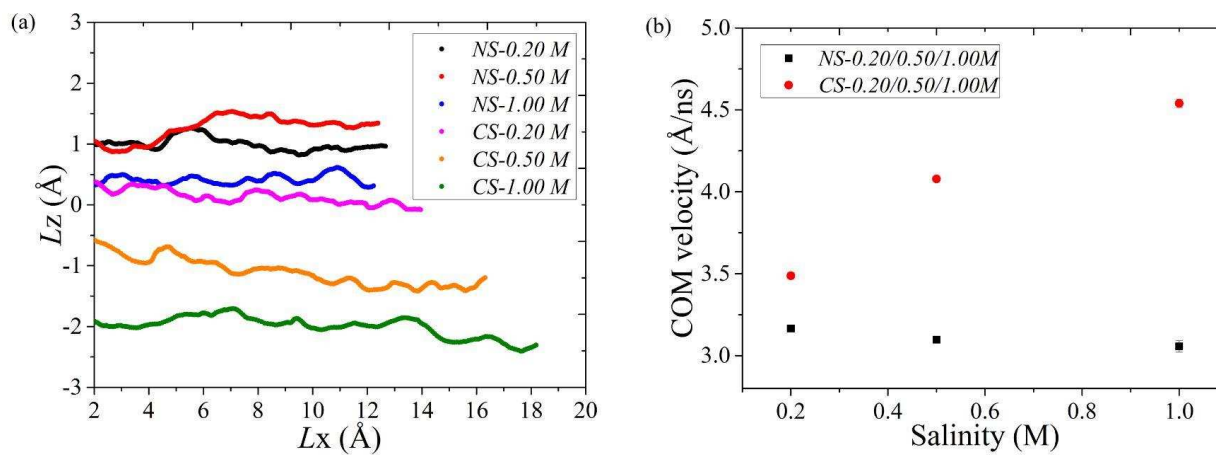 (a)
3
2
1
0
-1
-2
-3
Lz (Å)
2 4 6 8 10 12 14 16 18 20
Lx (Å)
NS-0.20 M
NS-0.50 M
NS-1.00 M
CS-0.20 M
CS-0.50 M
CS-1.00 M
(b)
5.0
4.5
4.0
3.5
3.0
COM velocity (Å/ns)
0.2 0.4 0.6 0.8 1.0
Salinity (M)
NS-0.20/0.50/1.00M
CS-0.20/0.50/1.00M